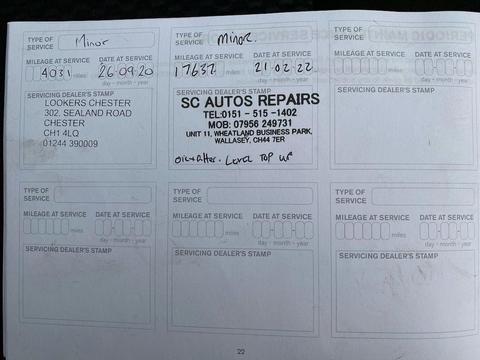 TYPE OF SERVICE Minor
MILEAGE AT SERVICE DATE AT SERVICE
4031 miles 26-09-20
day - month - year
SERVICING DEALER'S STAMP
LOOKERS CHESTER
302. SEALAND ROAD
CHESTER
CH1 4LQ
01244 390009
TYPE OF SERVICE Minor.
MILEAGE AT SERVICE DATE AT SERVICE
17632 miles 21.02.22
SERVICING DEALER'S STAMP
SC AUTOS REPAIRS
TEL:0151 - 515 -1402
MOB: 07956 249731
UNIT 11, WHEATLAND BUSINESS PARK,
WALLASEY, CH44 7ER
Oil + filter. Level Top up
TYPE OF SERVICE
MILEAGE AT SERVICE DATE AT SERVICE
miles
day - month - year
SERVICING DEALER'S STAMP
TYPE OF SERVICE
MILEAGE AT SERVICE DATE AT SERVICE
miles
day - month - year
SERVICING DEALER'S STAMP
TYPE OF SERVICE
MILEAGE AT SERVICE DATE AT SERVICE
miles
day - month - year
SERVICING DEALER'S STAMP
TYPE OF SERVICE
MILEAGE AT SERVICE DATE AT SERVICE
miles
day - month - year
SERVICING DEALER'S STAMP
22